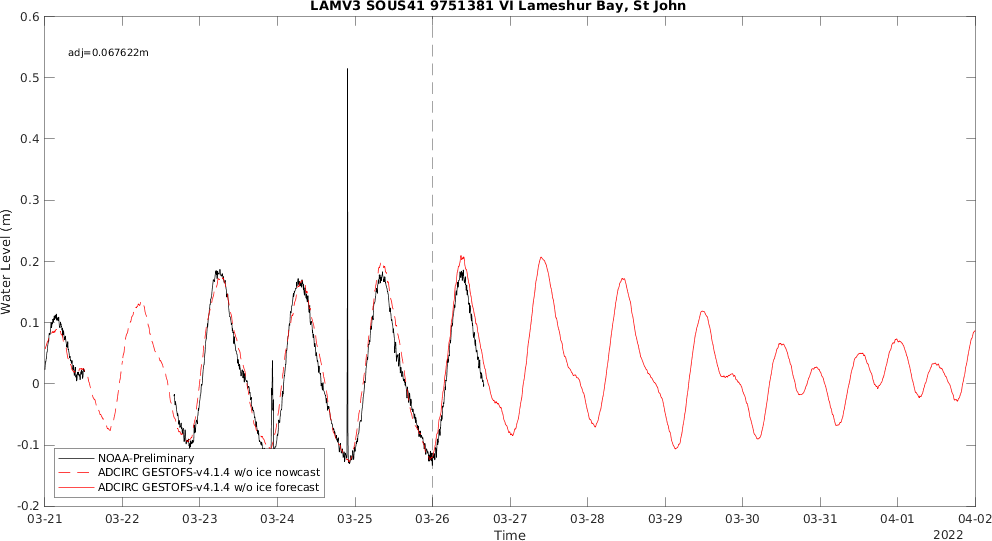 LAMV3 SOUS41 9751381 VI Lameshur Bay, St John
0.6
0.5
0.4
0.3
0.2
0.1
0
-0.1
-0.2
Water Level (m)
adj=0.067622m
NOAA-Preliminary
ADCIRC GESTOFS-v4.1.4 w/o ice nowcast
ADCIRC GESTOFS-v4.1.4 w/o ice forecast
03-21 03-22 03-23 03-24 03-25 03-26 03-27 03-28 03-29 03-30 03-31 04-01 04-02
Time
2022